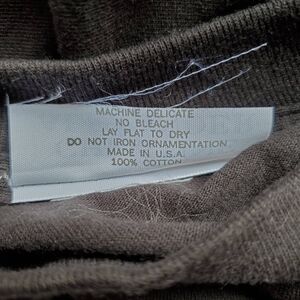 MACHINE DELICATE
NO BLEACH
LAY FLAT TO DRY
DO NOT IRON ORNAMENTATION
MADE IN U.S.A.
100% COTTON